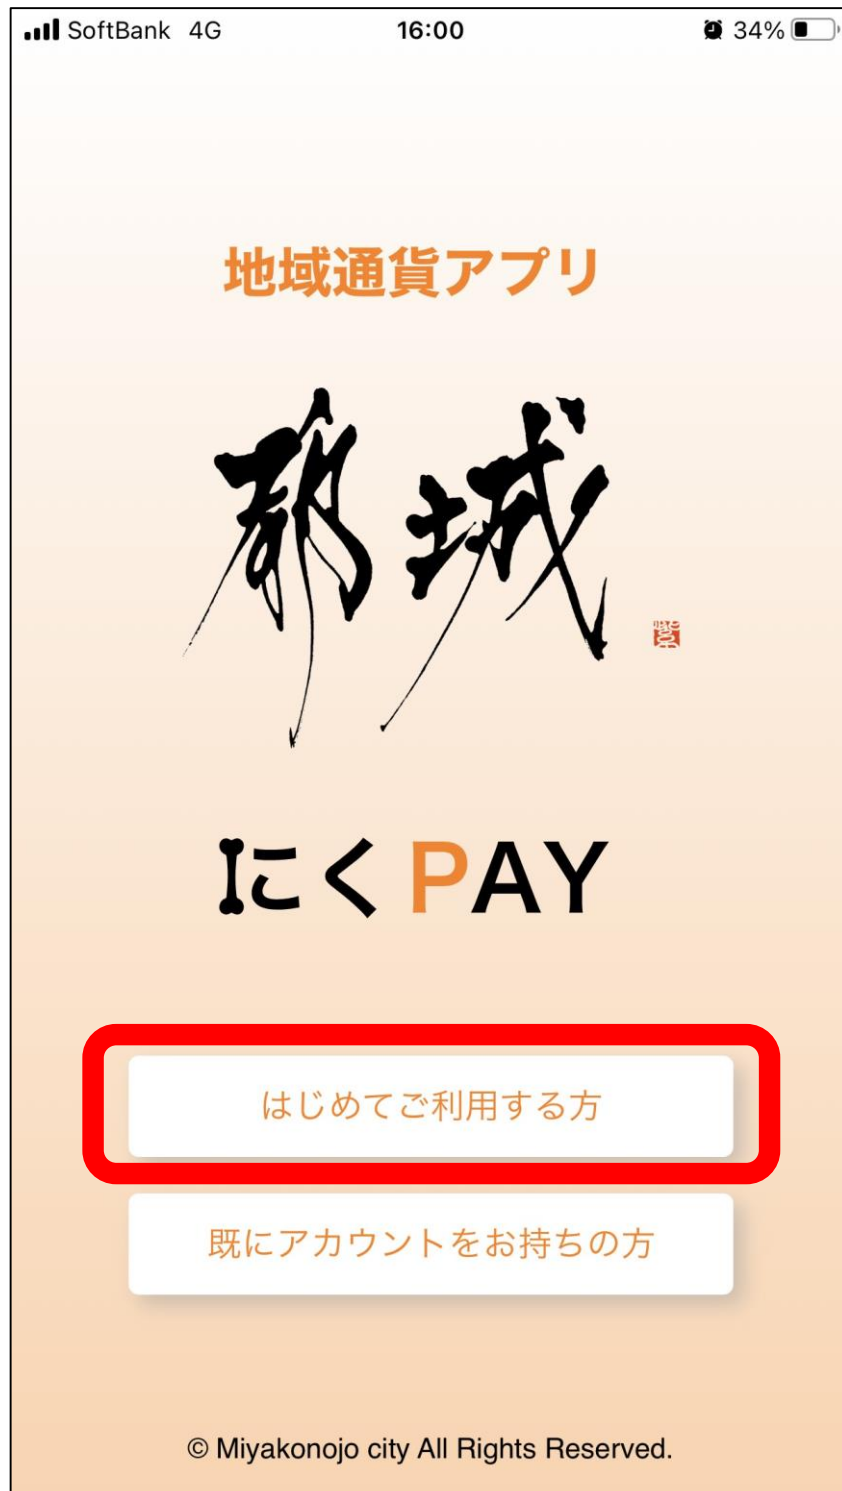 SoftBank 4G 16:00 34%
地域通貨アプリ
都城
にくPAY
はじめてご利用する方
既にアカウントをお持ちの方
© Miyakonojo city All Rights Reserved.